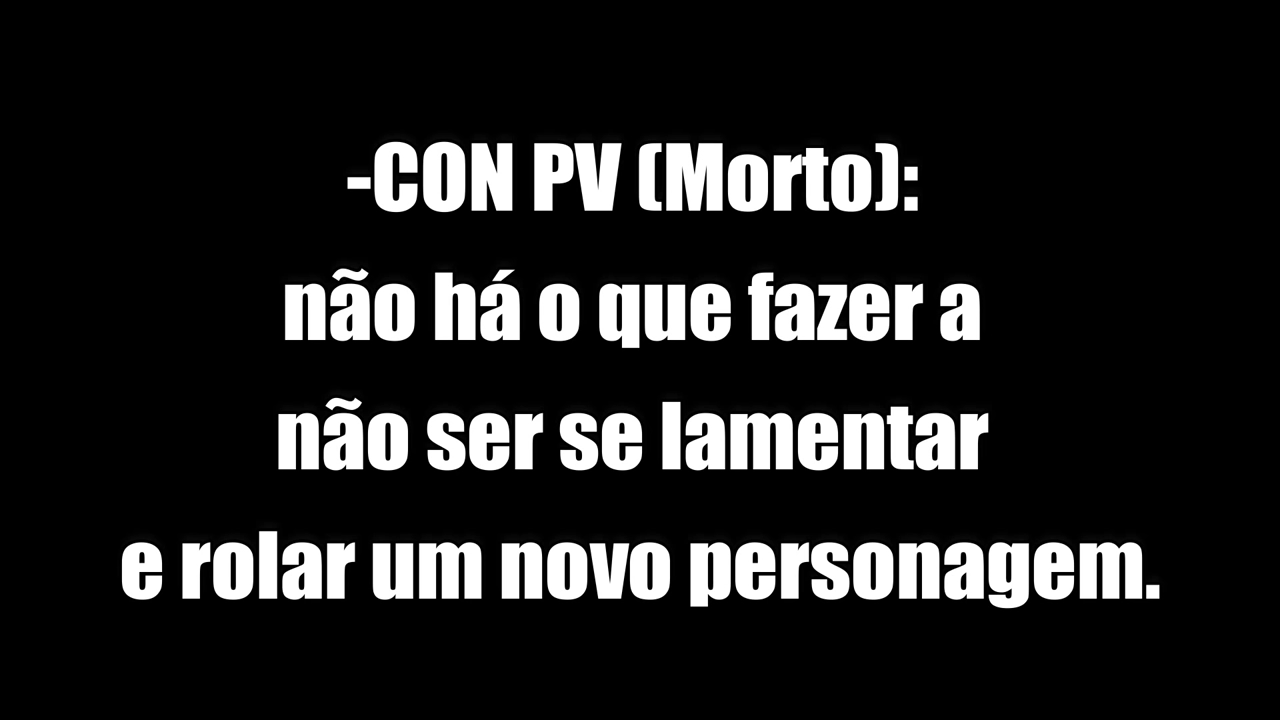 -CON PV (Morto):
não há o que fazer a
não ser se lamentar
e rolar um novo personagem.